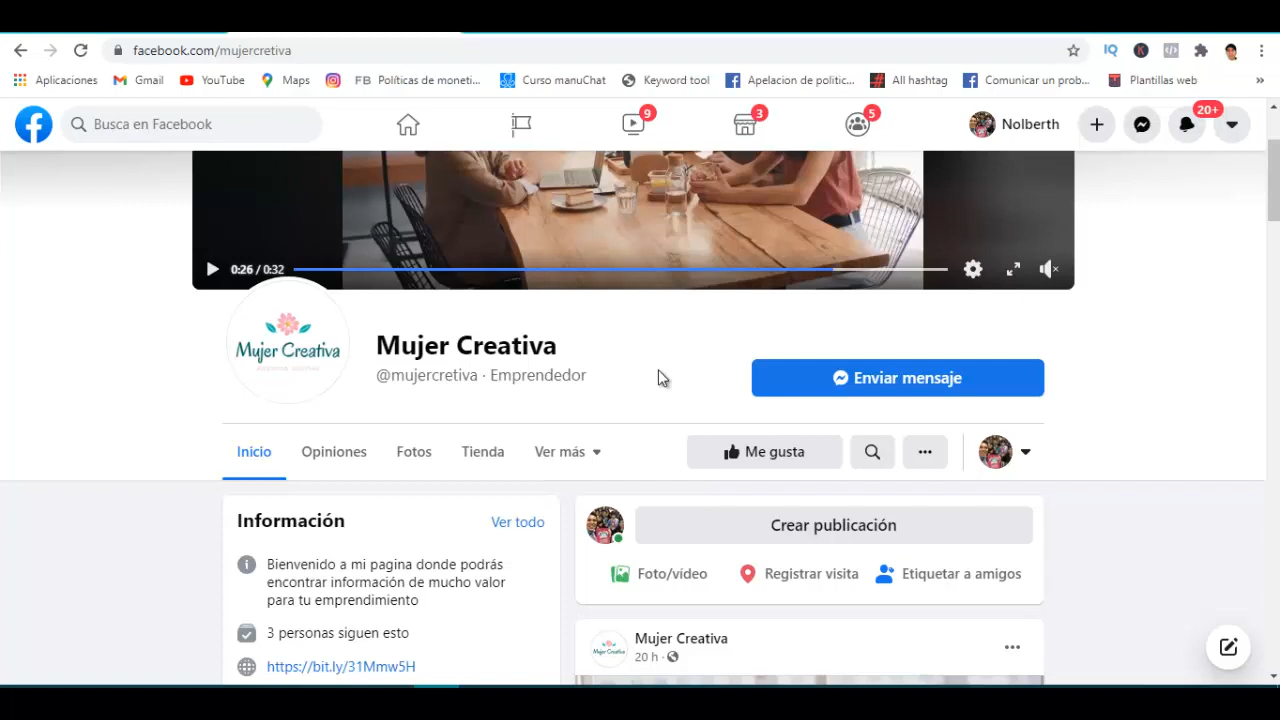 facebook.com/mujercretiva
IQ
K
Aplicaciones
Gmail
YouTube
Maps
FB Políticas de moneti...
Curso manuChat
Keyword tool
Apelacion de politic...
All hashtag
Comunicar un prob...
Plantillas web
»
Busca en Facebook
9
3
5
Nolberth
20+
0:26 / 0:32
Mujer Creativa
Mujer Creativa
@mujercretiva · Emprendedor
Enviar mensaje
Inicio
Opiniones
Fotos
Tienda
Ver más
Me gusta
Información
Ver todo
Crear publicación
Bienvenido a mi pagina donde podrás
encontrar información de mucho valor
para tu emprendimiento
Foto/vídeo
Registrar visita
Etiquetar a amigos
3 personas siguen esto
https://bit.ly/31Mmw5H
Mujer Creativa
Mujer Creativa
20 h ·